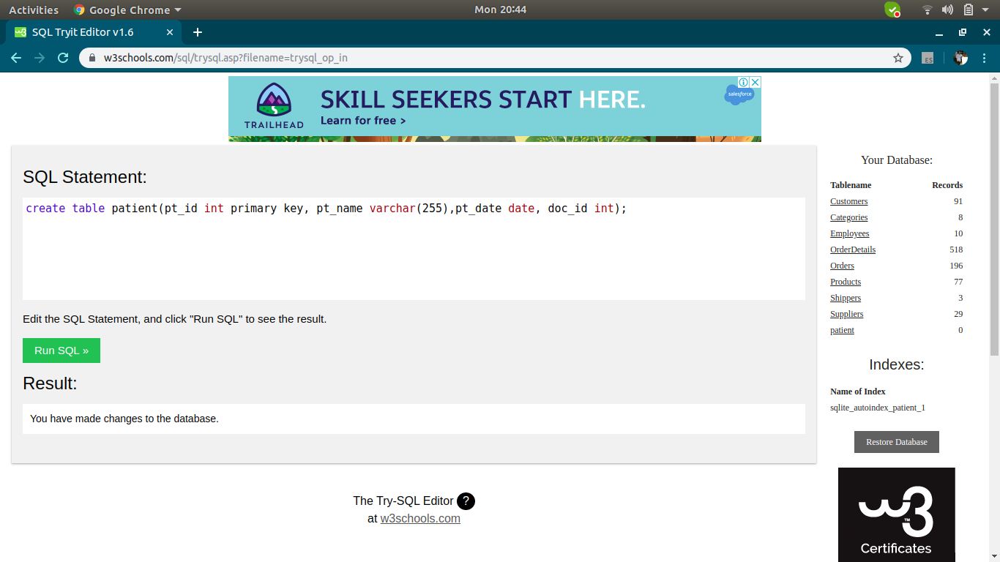 Activities Google Chrome Mon 20:44
SQL Tryit Editor v1.6
w3schools.com/sql/trysql.asp?filename=trysql_op_in
ES
TRAILHEAD
SKILL SEEKERS START HERE.
Learn for free >
salesforce
SQL Statement:
create table patient(pt_id int primary key, pt_name varchar(255),pt_date date, doc_id int);
Edit the SQL Statement, and click "Run SQL" to see the result.
Run SQL »
Result:
You have made changes to the database.
The Try-SQL Editor ?
at w3schools.com
Your Database:
Tablename Records
Customers 91
Categories 8
Employees 10
OrderDetails 518
Orders 196
Products 77
Shippers 3
Suppliers 29
patient 0
Indexes:
Name of Index
sqlite_autoindex_patient_1
Restore Database
w3
TM
Certificates